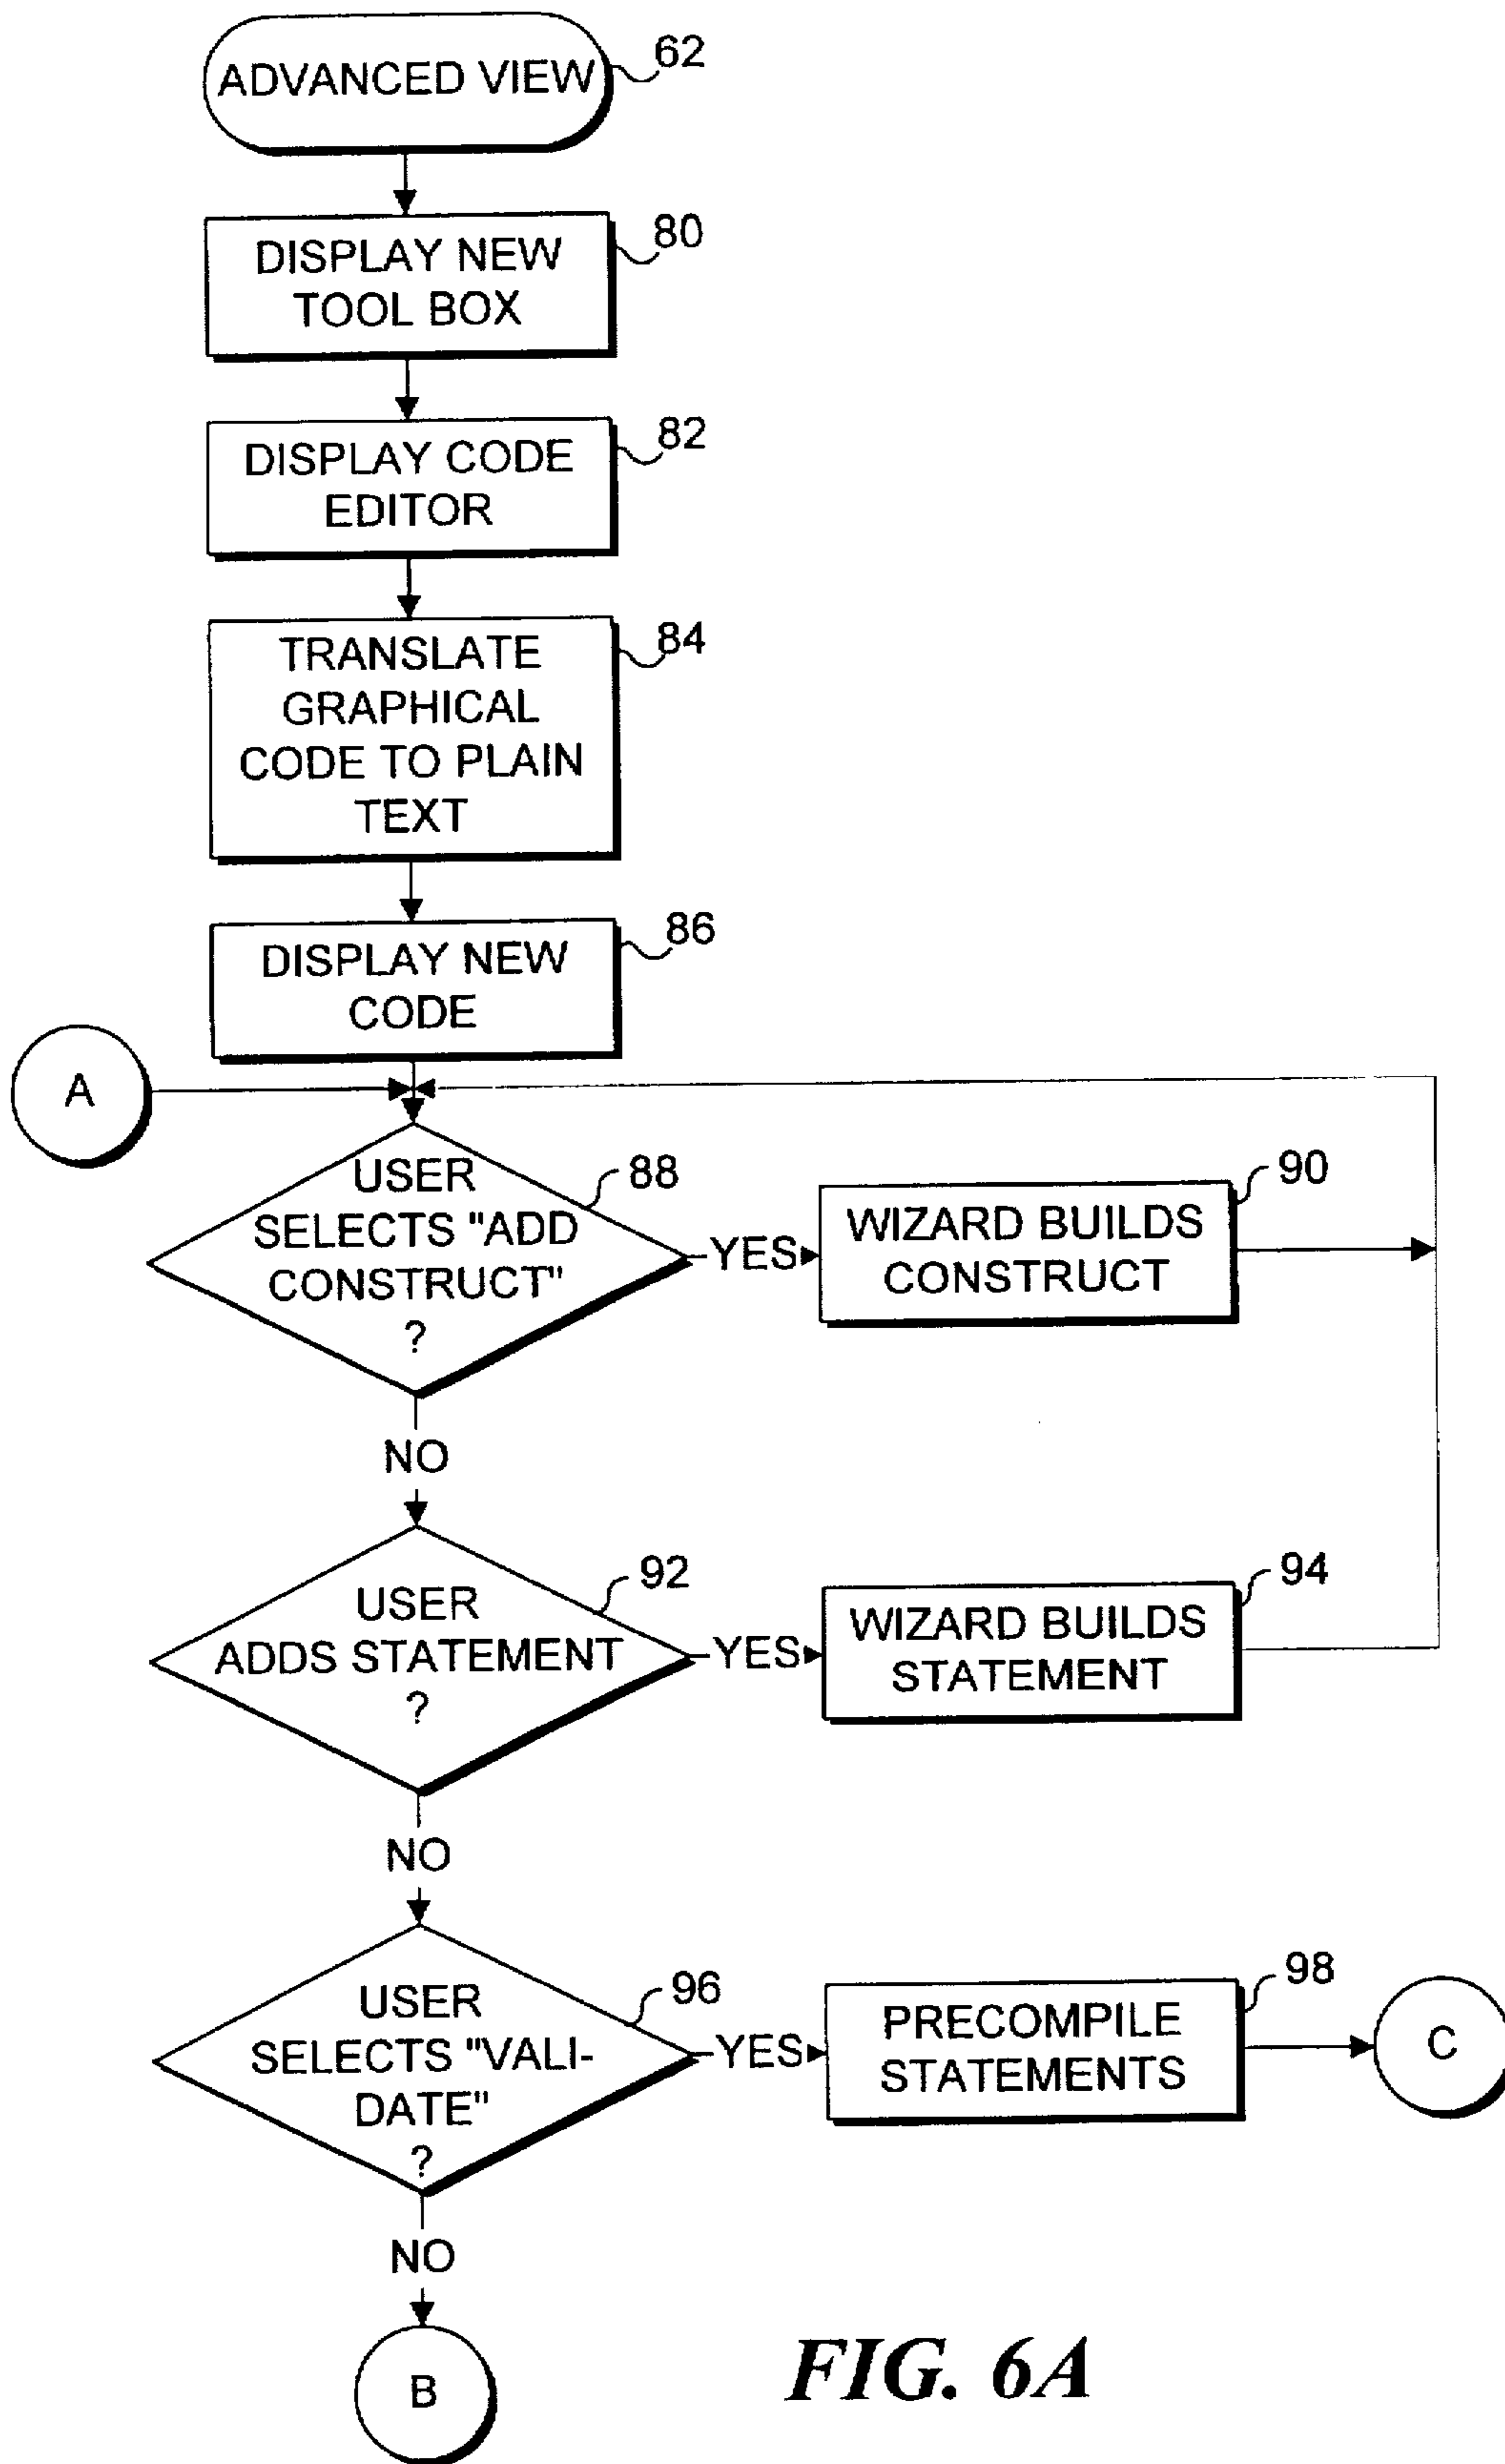 ADVANCED VIEW
62
DISPLAY NEW
TOOL BOX
80
DISPLAY CODE
EDITOR
82
TRANSLATE
GRAPHICAL
CODE TO PLAIN
TEXT
84
DISPLAY NEW
CODE
86
A
USER
SELECTS "ADD
CONSTRUCT"
?
88
YES
WIZARD BUILDS
CONSTRUCT
90
NO
USER
ADDS STATEMENT
?
92
YES
WIZARD BUILDS
STATEMENT
94
NO
USER
SELECTS "VALI-
DATE"
?
96
YES
PRECOMPILE
STATEMENTS
98
C
NO
B
FIG. 6A